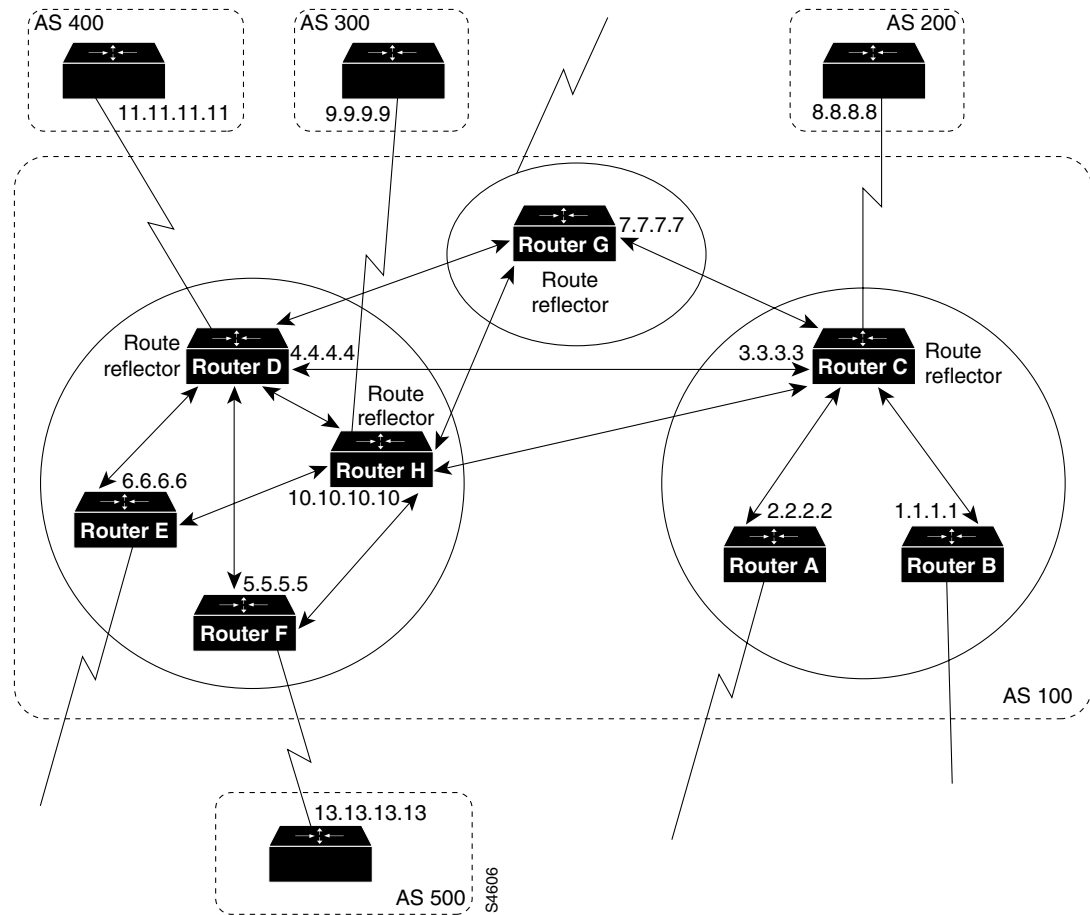 AS 400
AS 300
AS 200
11.11.11.11
9.9.9.9
8.8.8.8
7.7.7.7
Router G
Route
reflector
Route
reflector
Router D
4.4.4.4
3.3.3.3
Router C
Route
reflector
Route
reflector
Router H
10.10.10.10
6.6.6.6
Router E
2.2.2.2
Router A
1.1.1.1
Router B
5.5.5.5
Router F
AS 100
13.13.13.13
AS 500
S4606